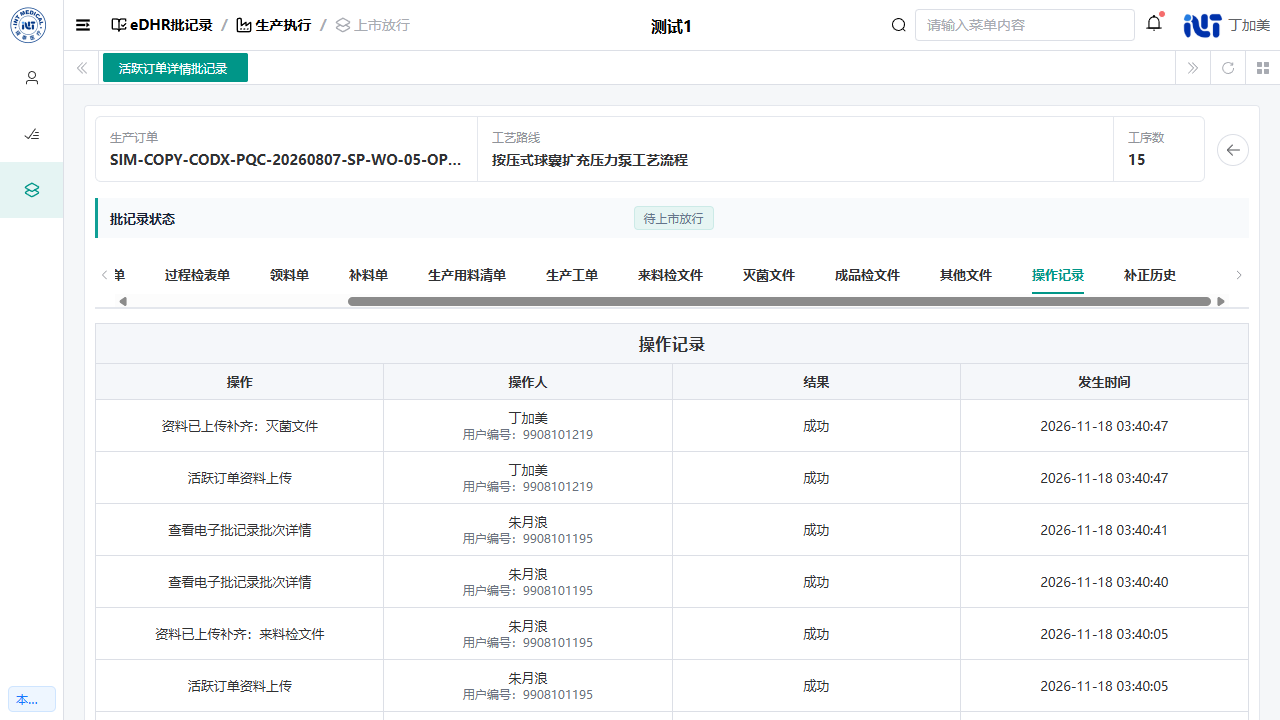 eDHR批记录 / 生产执行 / 上市放行
测试1
请输入菜单内容
丁加美
活跃订单详情批记录
生产订单
SIM-COPY-CODX-PQC-20260807-SP-WO-05-OP...
工艺路线
按压式球囊扩充压力泵工艺流程
工序数
15
批记录状态
待上市放行
单 过程检表单 领料单 补料单 生产用料清单 生产工单 来料检文件 灭菌文件 成品检文件 其他文件 操作记录 补正历史
操作记录
操作 操作人 结果 发生时间
资料已上传补齐：灭菌文件 丁加美 成功 2026-11-18 03:40:47
用户编号：9908101219
活跃订单资料上传 丁加美 成功 2026-11-18 03:40:47
用户编号：9908101219
查看电子批记录批次详情 朱月浪 成功 2026-11-18 03:40:41
用户编号：9908101195
查看电子批记录批次详情 朱月浪 成功 2026-11-18 03:40:40
用户编号：9908101195
资料已上传补齐：来料检文件 朱月浪 成功 2026-11-18 03:40:05
用户编号：9908101195
活跃订单资料上传 朱月浪 成功 2026-11-18 03:40:05
用户编号：9908101195
本...